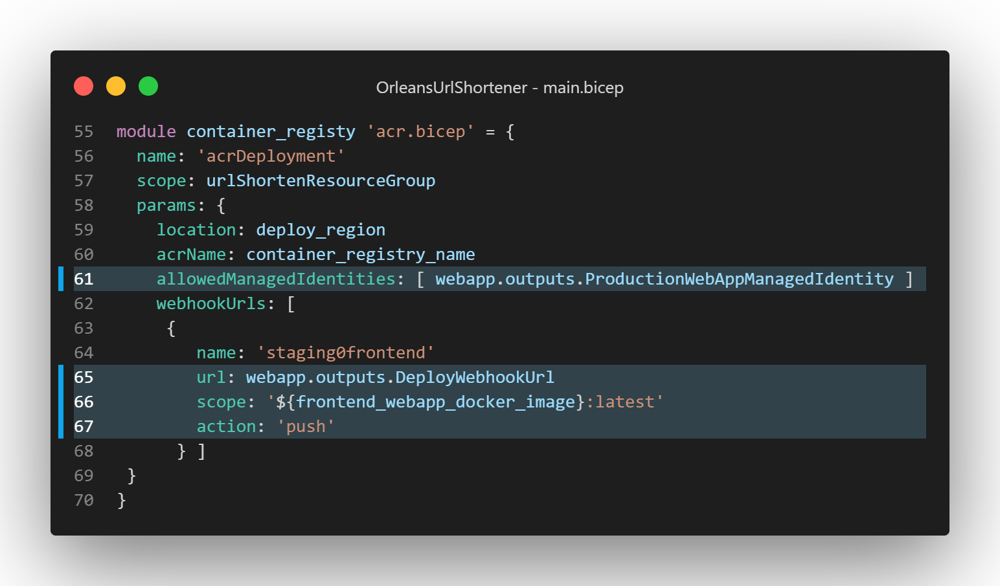 OrleansUrlShortener - main.bicep
55 module container_registy 'acr.bicep' = {
56   name: 'acrDeployment'
57   scope: urlShortenResourceGroup
58   params: {
59     location: deploy_region
60     acrName: container_registry_name
61     allowedManagedIdentities: [ webapp.outputs.ProductionWebAppManagedIdentity ]
62     webhookUrls: [
63      {
64         name: 'staging0frontend'
65         url: webapp.outputs.DeployWebhookUrl
66         scope: '${frontend_webapp_docker_image}:latest'
67         action: 'push'
68       } ]
69  }
70 }